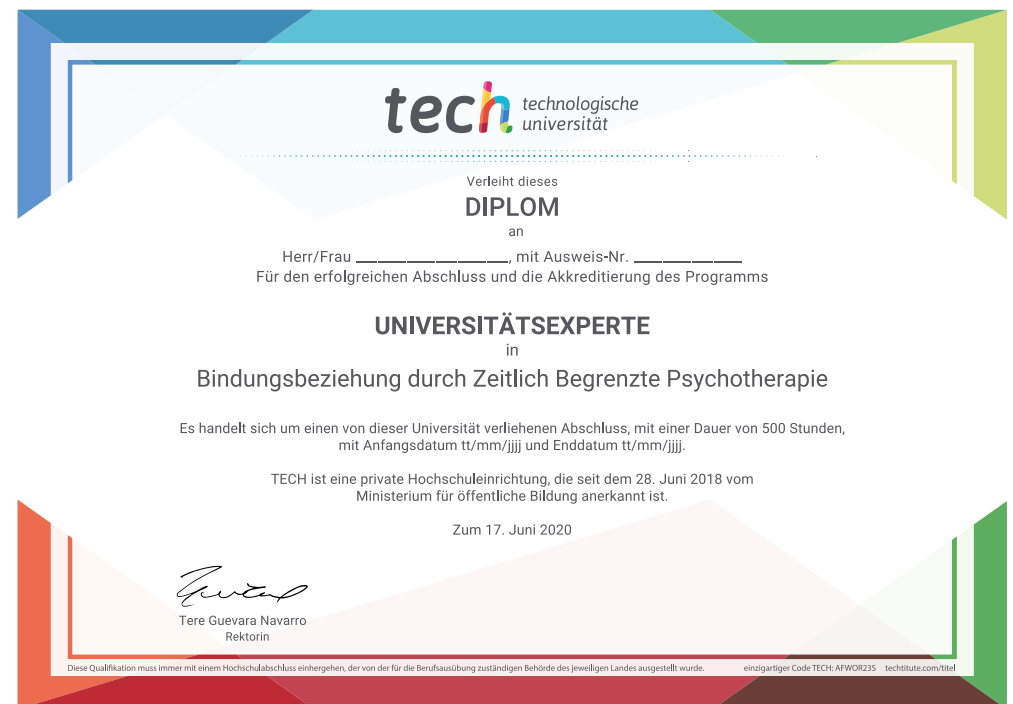 tech technologische
universität
Verleiht dieses
DIPLOM
an
Herr/Frau ________________, mit Ausweis-Nr. ____________
Für den erfolgreichen Abschluss und die Akkreditierung des Programms
UNIVERSITÄTSEXPERTE
in
Bindungsbeziehung durch Zeitlich Begrenzte Psychotherapie
Es handelt sich um einen von dieser Universität verliehenen Abschluss, mit einer Dauer von 500 Stunden,
mit Anfangsdatum tt/mm/jjjj und Enddatum tt/mm/jjjj.
TECH ist eine private Hochschuleinrichtung, die seit dem 28. Juni 2018 vom
Ministerium für öffentliche Bildung anerkannt ist.
Zum 17. Juni 2020
Tere Guevara Navarro
Rektorin
Diese Qualifikation muss immer mit einem Hochschulabschluss einhergehen, der von der für die Berufsausübung zuständigen Behörde des jeweiligen Landes ausgestellt wurde. einzigartiger Code TECH: AFWOR23S techtitute.com/titel